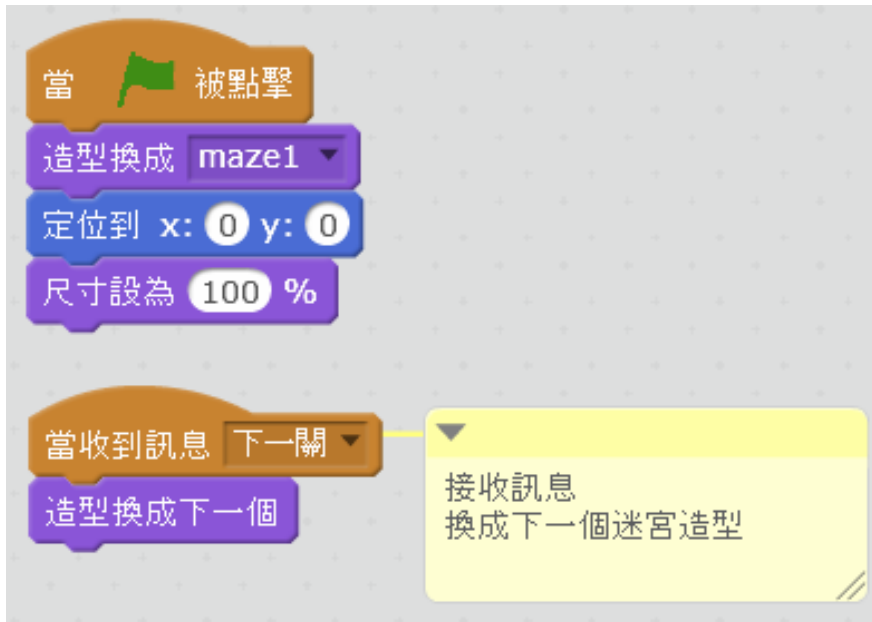 當 被點擊
造型換成 maze1
定位到 x: 0 y: 0
尺寸設為 100 %
當收到訊息 下一關
造型換成下一個
接收訊息
換成下一個迷宮造型